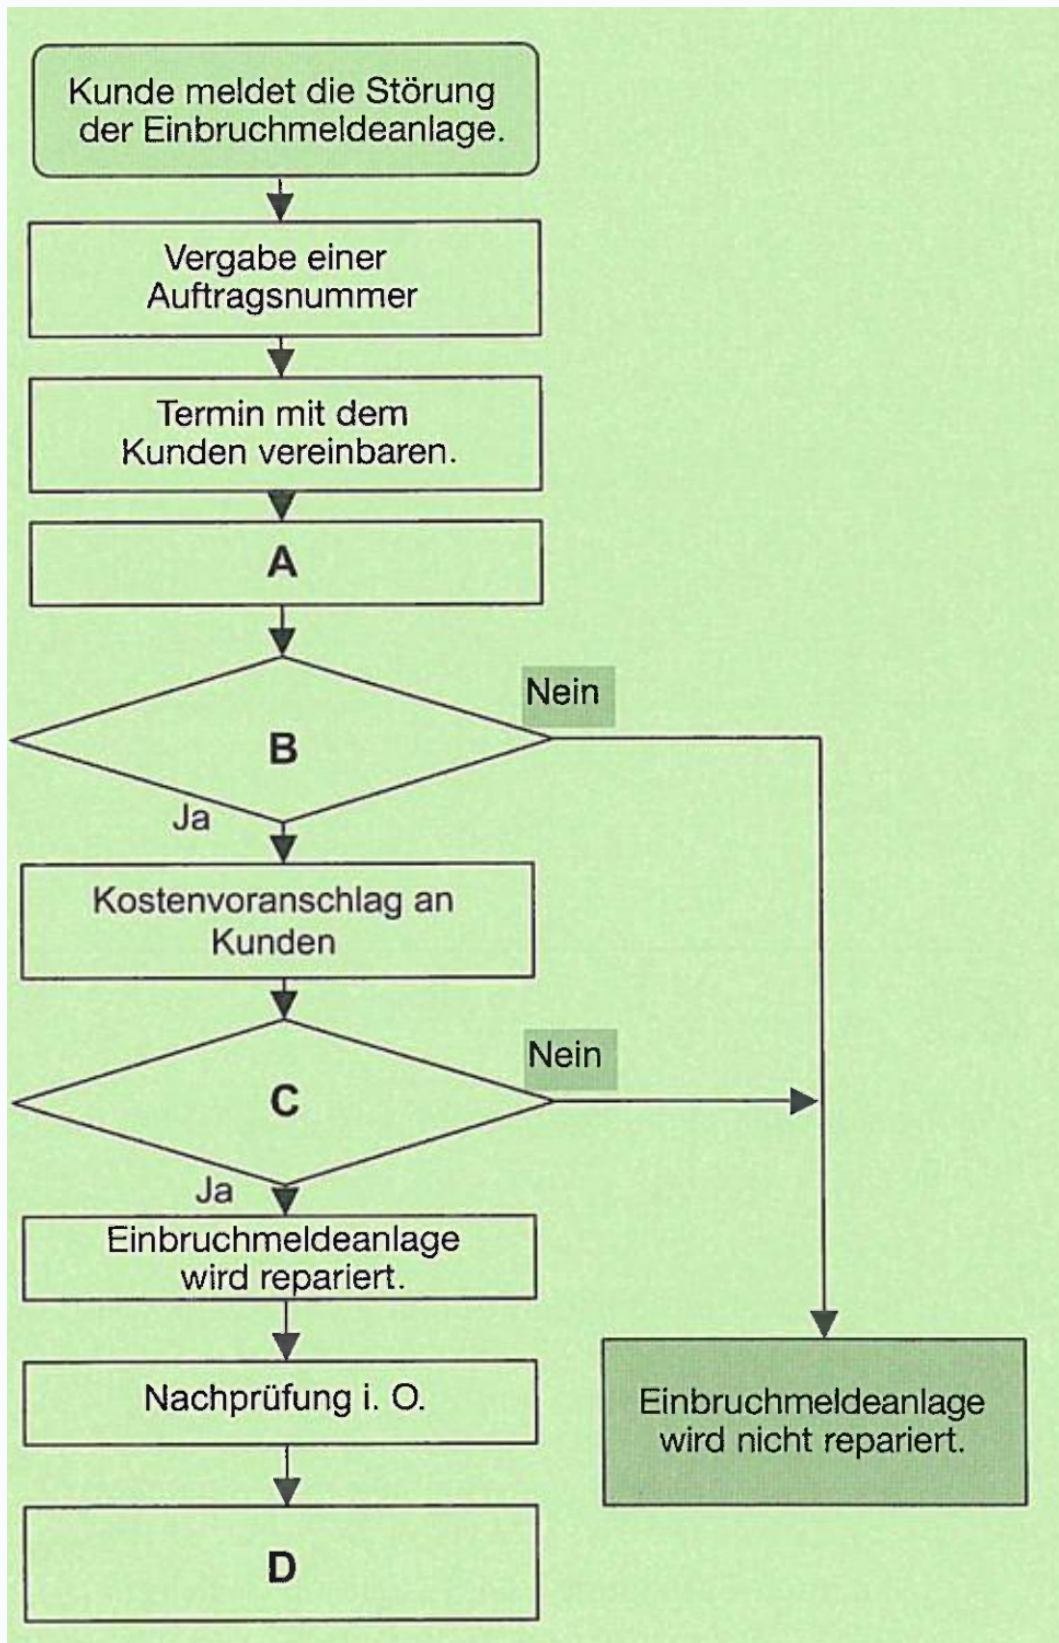 Kunde meldet die Störung
der Einbruchmeldeanlage.
Vergabe einer
Auftragsnummer
Termin mit dem
Kunden vereinbaren.
A
Nein
B
Ja
Kostenvoranschlag an
Kunden
Nein
C
Ja
Einbruchmeldeanlage
wird repariert.
Nachprüfung i. O.
Einbruchmeldeanlage
wird nicht repariert.
D